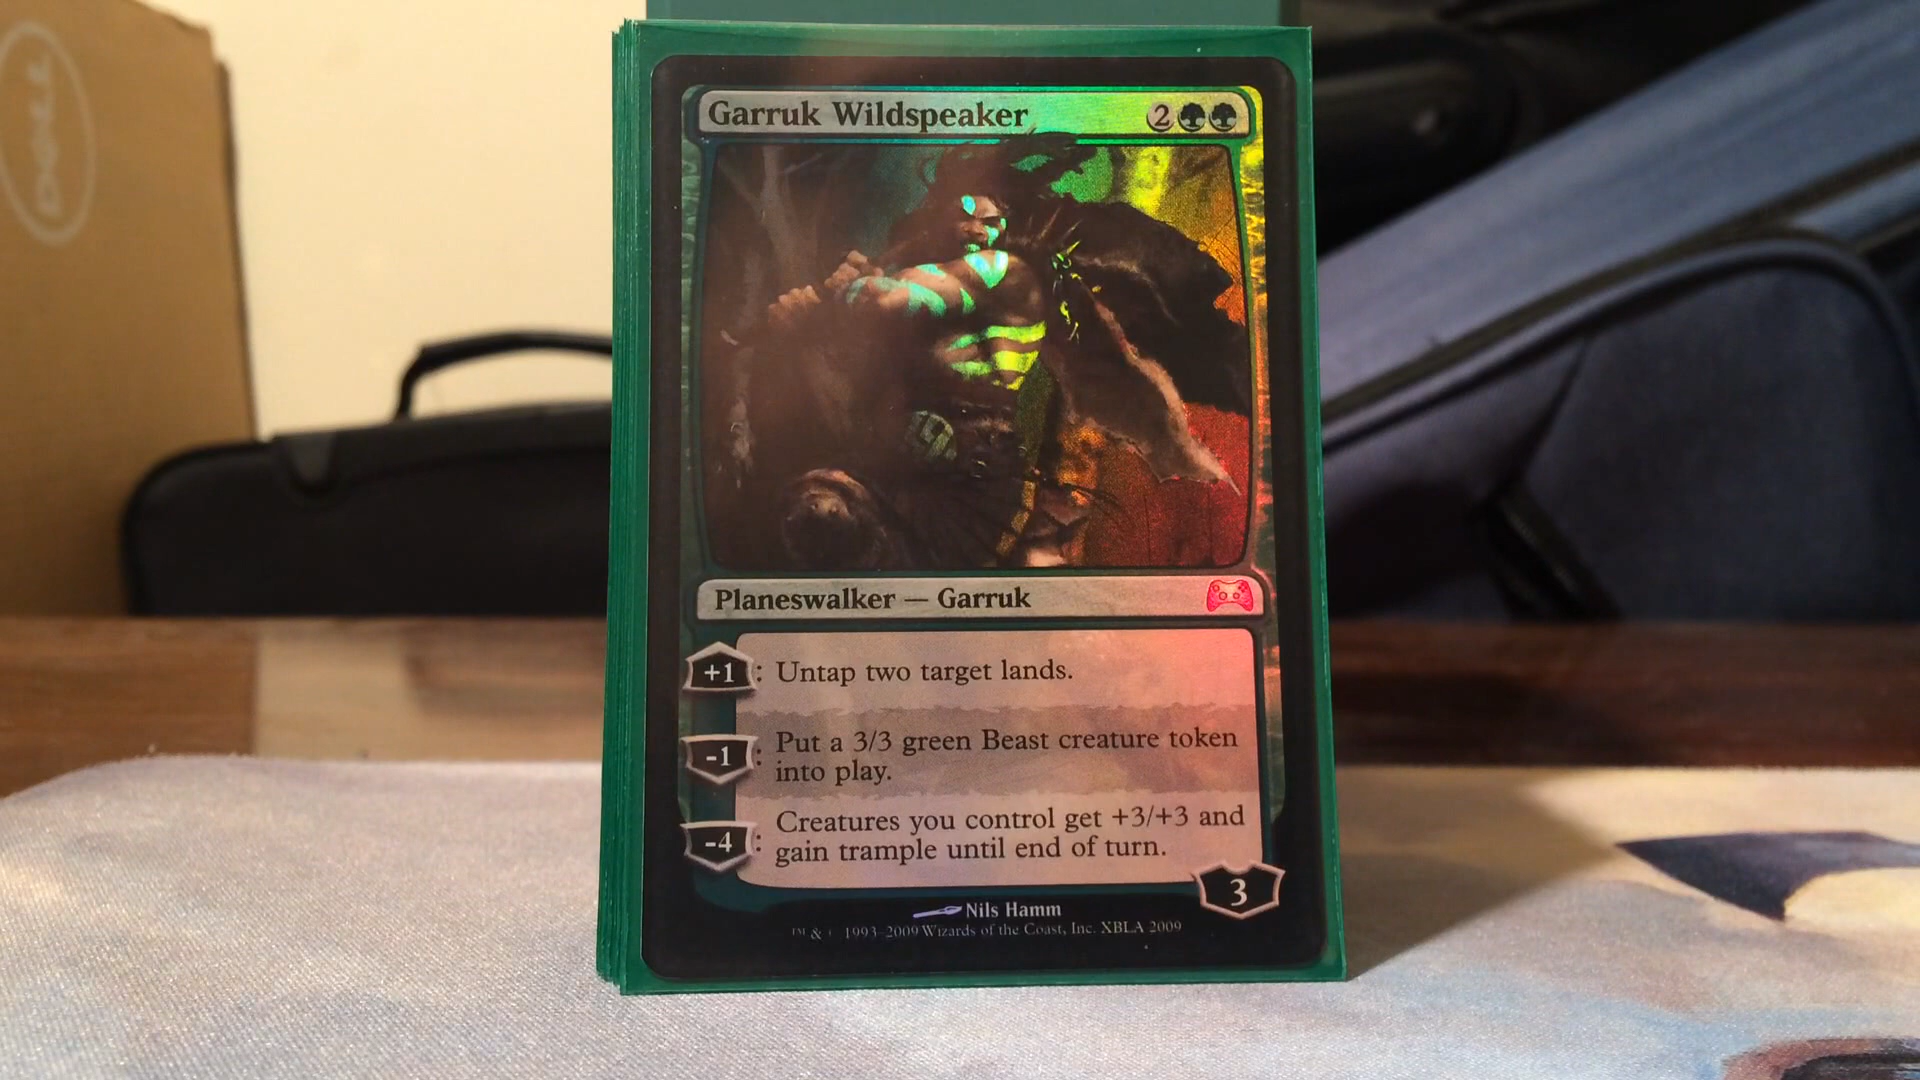 DELL
Garruk Wildspeaker 2
Planeswalker — Garruk
+1: Untap two target lands.
-1: Put a 3/3 green Beast creature token
into play.
-4: Creatures you control get +3/+3 and
gain trample until end of turn.
3
Nils Hamm
™ & © 1993–2009 Wizards of the Coast, Inc. XBLA 2009